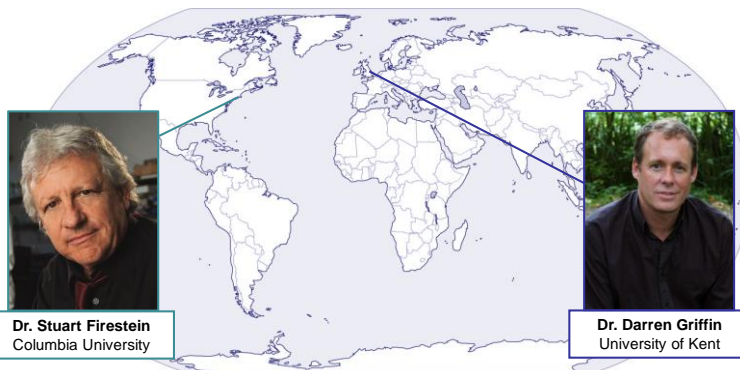 Dr. Stuart Firestein
Columbia University
Dr. Darren Griffin
University of Kent